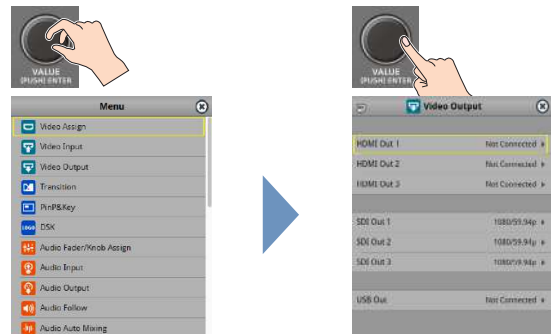 VALUE
[PUSH] ENTER
Menu
Video Assign
Video Input
Video Output
Transition
PinP&Key
LOGO DSK
Audio Fader/Knob Assign
Audio Input
Audio Output
Audio Follow
Audio Auto Mixing
VALUE
[PUSH] ENTER
Video Output
HDMI Out 1 Not Connected
HDMI Out 2 Not Connected
HDMI Out 3 Not Connected
SDI Out 1 1080/59.94p
SDI Out 2 1080/59.94p
SDI Out 3 1080/59.94p
USB Out Not Connected